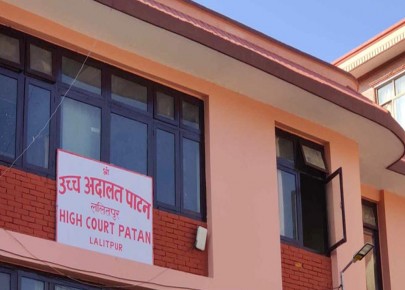 श्री
उच्च अदालत पाटन
ललितपुर
HIGH COURT PATAN
LALITPUR